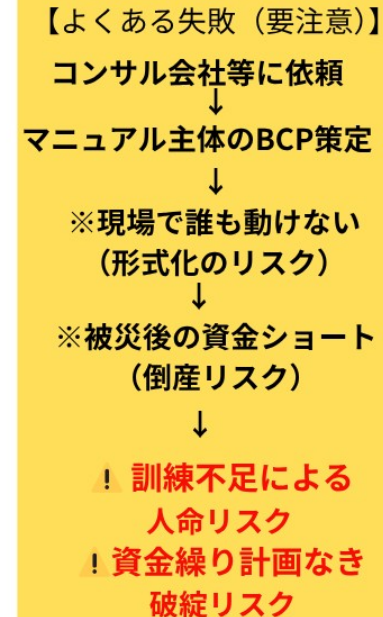 【よくある失敗（要注意）】
コンサル会社等に依頼
↓
マニュアル主体のBCP策定
↓
※現場で誰も動けない
（形式化のリスク）
↓
※被災後の資金ショート
（倒産リスク）
↓
⚠️ 訓練不足による
人命リスク
⚠️資金繰り計画なき
破綻リスク